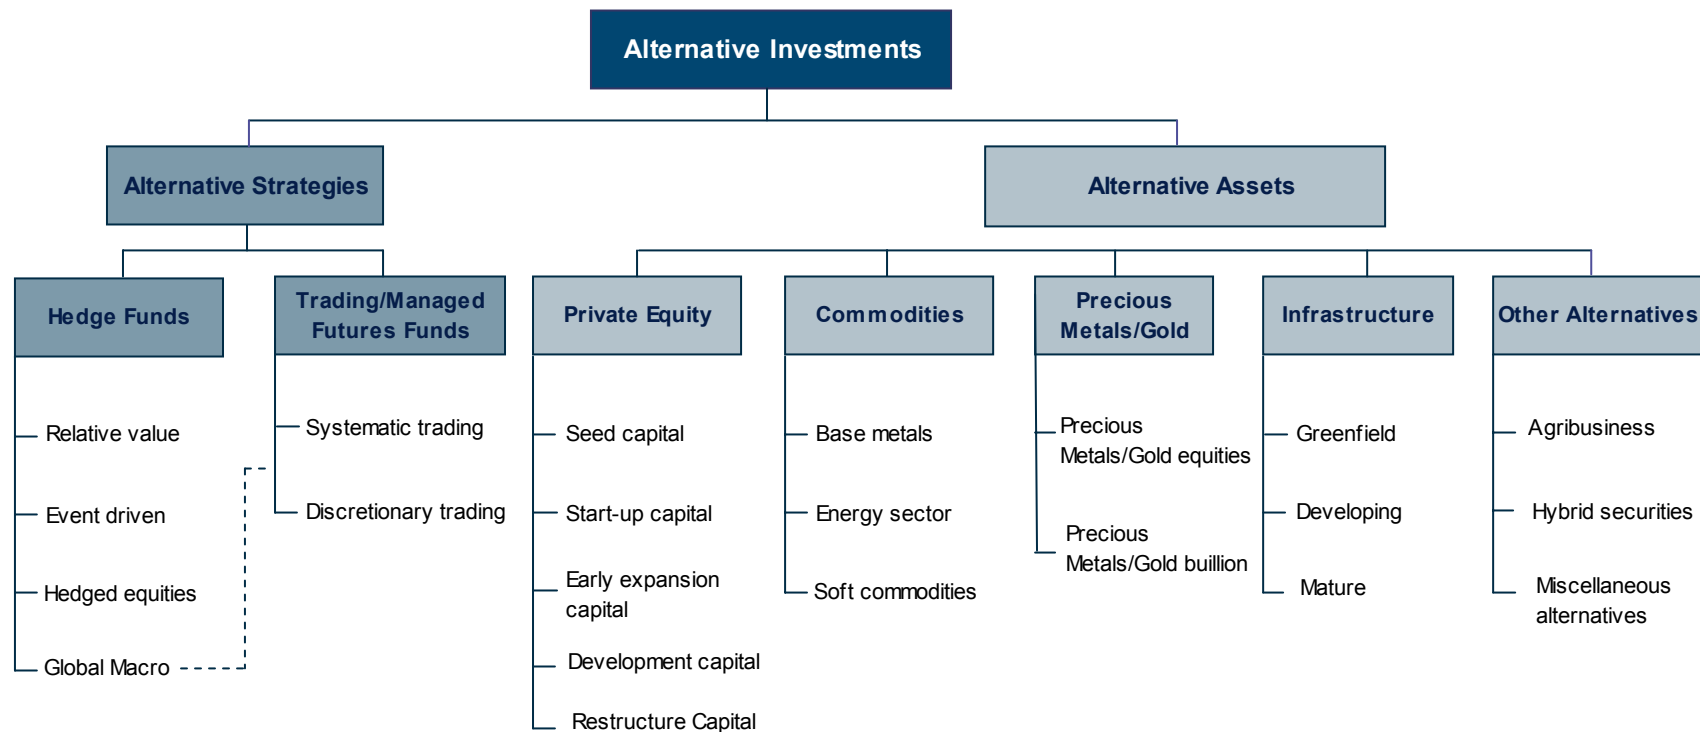 Alternative Investments
Alternative Strategies
Alternative Assets
Hedge Funds
Trading/Managed
Futures Funds
Private Equity
Commodities
Precious
Metals/Gold
Infrastructure
Other Alternatives
Relative value
Event driven
Hedged equities
Global Macro
Systematic trading
Discretionary trading
Seed capital
Start-up capital
Early expansion
capital
Development capital
Restructure Capital
Base metals
Energy sector
Soft commodities
Precious
Metals/Gold equities
Precious
Metals/Gold buillion
Greenfield
Developing
Mature
Agribusiness
Hybrid securities
Miscellaneous
alternatives